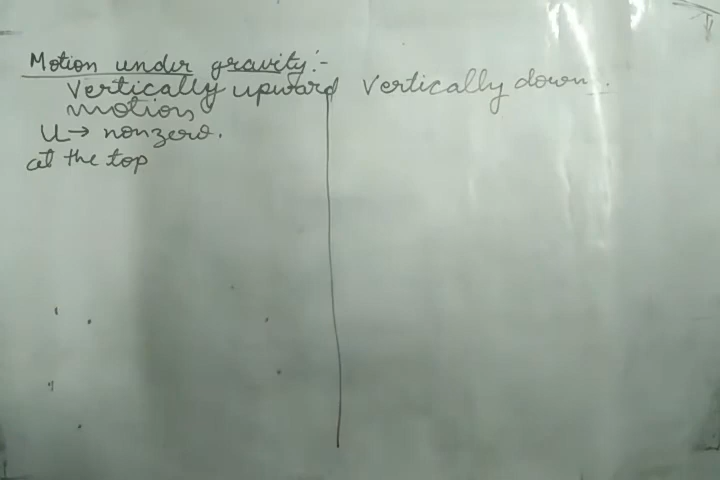 Motion under gravity:-
Vertically upward motion
u → nonzero.
at the top
Vertically down..